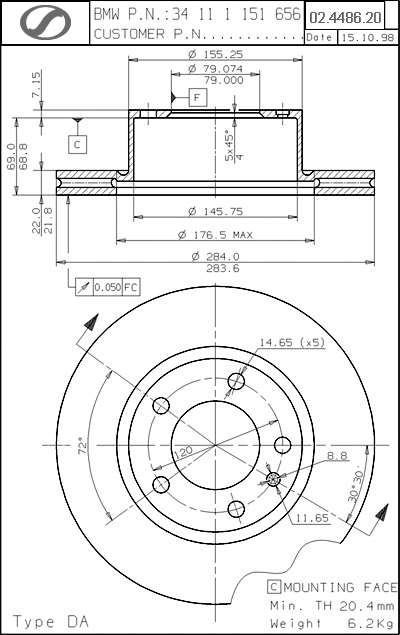 BMW P.N.:34 11 1 151 656
CUSTOMER P.N.............
02.4486.20
Date 15.10.98
Ø 155.25
Ø 79.074
79.000
7.15
F
C
5x45°
4
69.0
68.8
22.0
21.8
Ø 145.75
Ø 176.5 MAX
Ø 284.0
283.6
0.050 FC
14.65 (x5)
72°
120
8.8
30°30'
11.65
C MOUNTING FACE
Min. TH 20.4mm
Weight 6.2Kg
Type DA